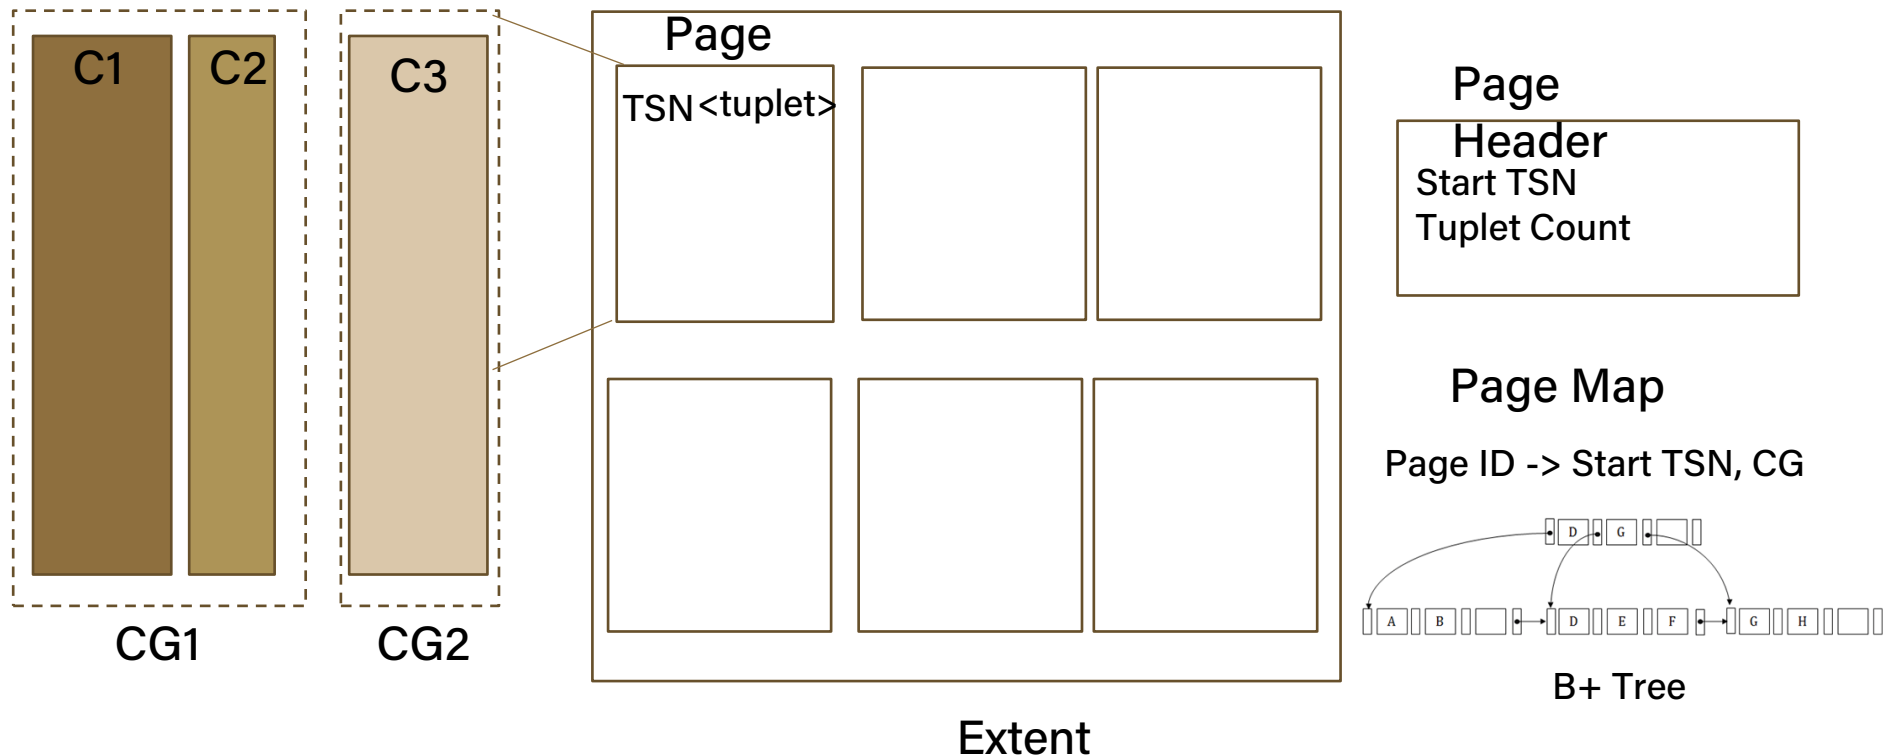 C1
C2
CG1
C3
CG2
Page
TSN<tuplet>
Extent
Page
Header
Start TSN
Tuplet Count
Page Map
Page ID -> Start TSN, CG
D G
A B D E F G H
B+ Tree